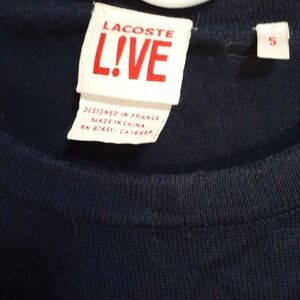 LACOSTE
L!VE
5
DESIGNED IN FRANCE
MADE IN CHINA